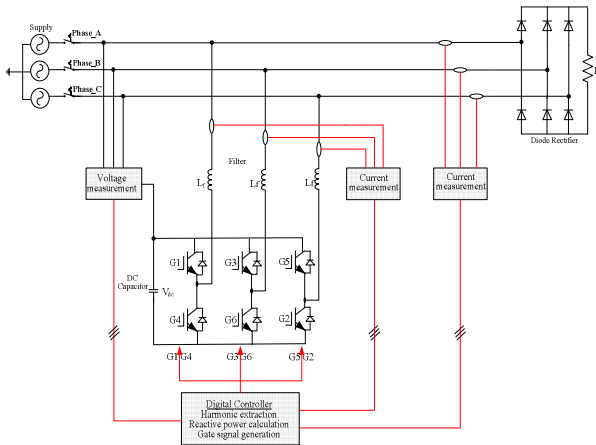 Supply
Phase_A
Phase_B
Phase_C
Diode Rectifier
Voltage
measurement
Filter
Lf
Lf
Lf
Current
measurement
Current
measurement
G1
G3
G5
DC
Capacitor
Vdc
G4
G6
G2
G1 G4
G3 G6
G5 G2
Digital Controller
Harmonic extraction
Reactive power calculation
Gate signal generation